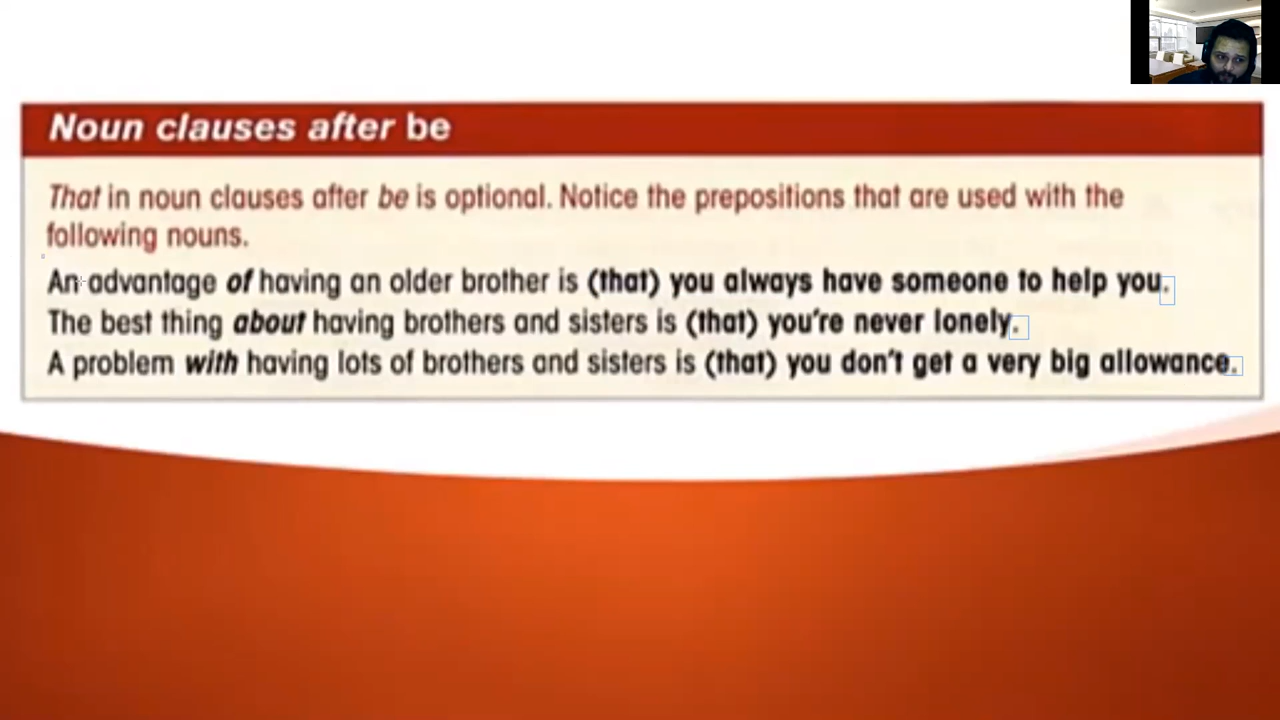 Noun clauses after be
That in noun clauses after be is optional. Notice the prepositions that are used with the
following nouns.
An advantage of having an older brother is (that) you always have someone to help you.
The best thing about having brothers and sisters is (that) you're never lonely.
A problem with having lots of brothers and sisters is (that) you don't get a very big allowance.